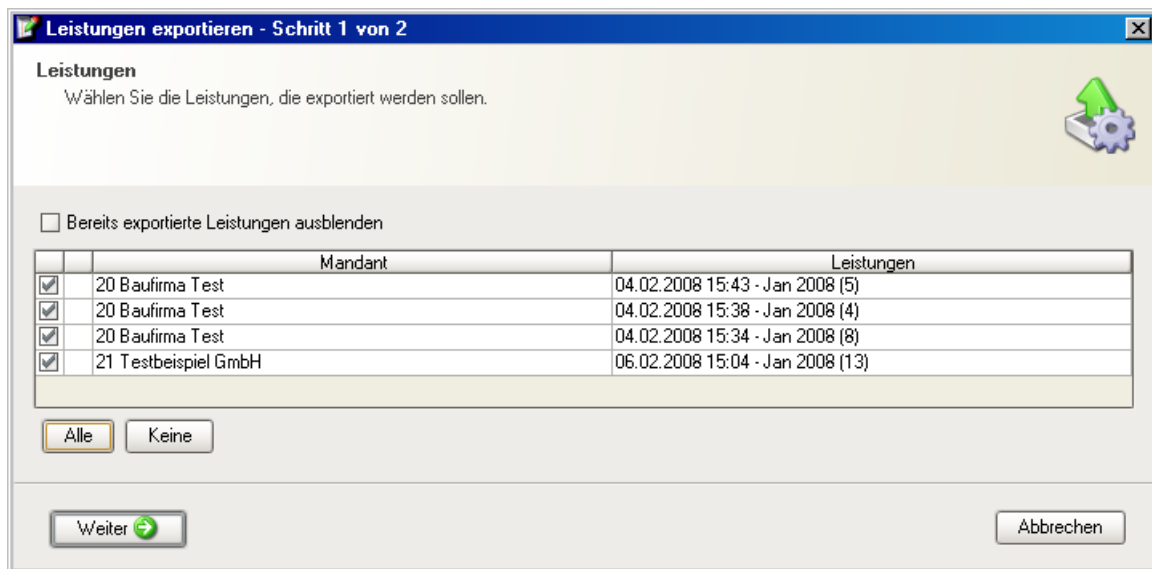 Leistungen exportieren - Schritt 1 von 2
Leistungen
Wählen Sie die Leistungen, die exportiert werden sollen.
Bereits exportierte Leistungen ausblenden
Mandant Leistungen
20 Baufirma Test 04.02.2008 15:43 - Jan 2008 (5)
20 Baufirma Test 04.02.2008 15:38 - Jan 2008 (4)
20 Baufirma Test 04.02.2008 15:34 - Jan 2008 (8)
21 Testbeispiel GmbH 06.02.2008 15:04 - Jan 2008 (13)
Alle Keine
Weiter Abbrechen